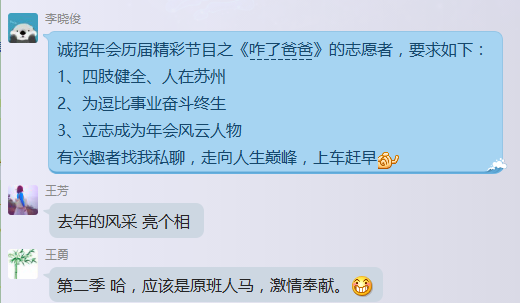 李晓俊
诚招年会历届精彩节目之《咋了爸爸》的志愿者，要求如下：
1、四肢健全、人在苏州
2、为逗比事业奋斗终生
3、立志成为年会风云人物
有兴趣者找我私聊，走向人生巅峰，上车赶早
王芳
去年的风采 亮个相
王勇
第二季 哈，应该是原班人马，激情奉献。